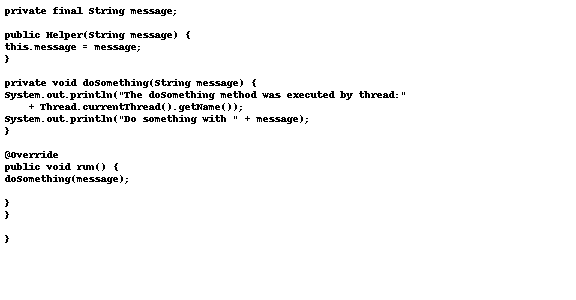 private final String message;
public Helper(String message) {
this.message = message;
}
private void doSomething(String message) {
System.out.println("The doSomething method was executed by thread:"
+ Thread.currentThread().getName());
System.out.println("Do something with " + message);
}
@Override
public void run() {
doSomething(message);
}
}
}